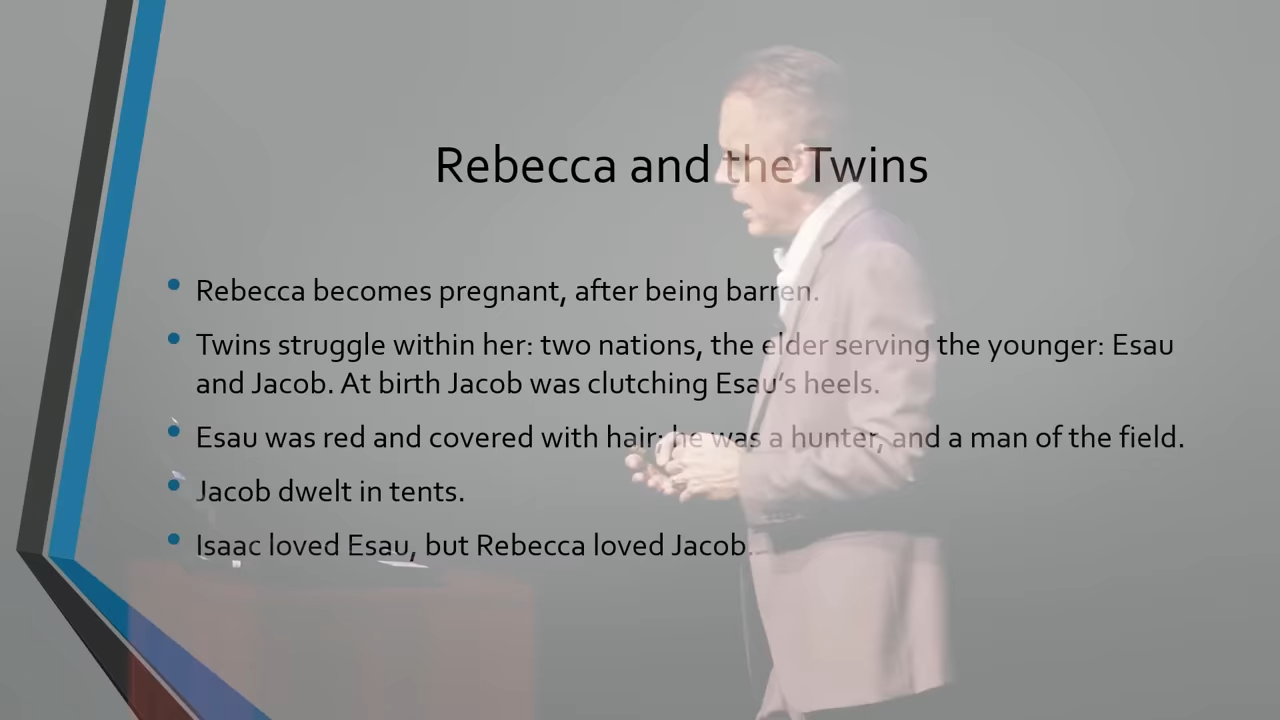 Rebecca and the Twins
Rebecca becomes pregnant, after being barren.
Twins struggle within her: two nations, the elder serving the younger: Esau
and Jacob. At birth Jacob was clutching Esau’s heels.
Esau was red and covered with hair; he was a hunter, and a man of the field.
Jacob dwelt in tents.
Isaac loved Esau, but Rebecca loved Jacob.